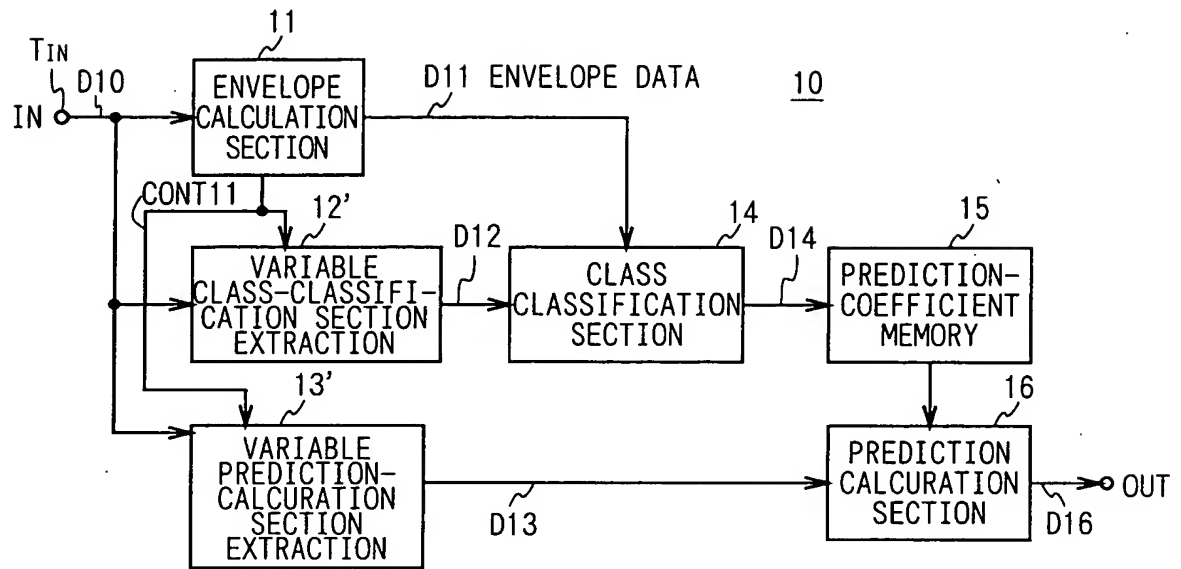 11
TIN
D10
IN
ENVELOPE
CALCULATION
SECTION
D11 ENVELOPE DATA
10
CONT11
12'
VARIABLE
CLASS-CLASSIFI-
CATION SECTION
EXTRACTION
D12
14
CLASS
CLASSIFICATION
SECTION
D14
15
PREDICTION-
COEFFICIENT
MEMORY
13'
VARIABLE
PREDICTION-
CALCURATION
SECTION
EXTRACTION
D13
16
PREDICTION
CALCURATION
SECTION
D16
OUT